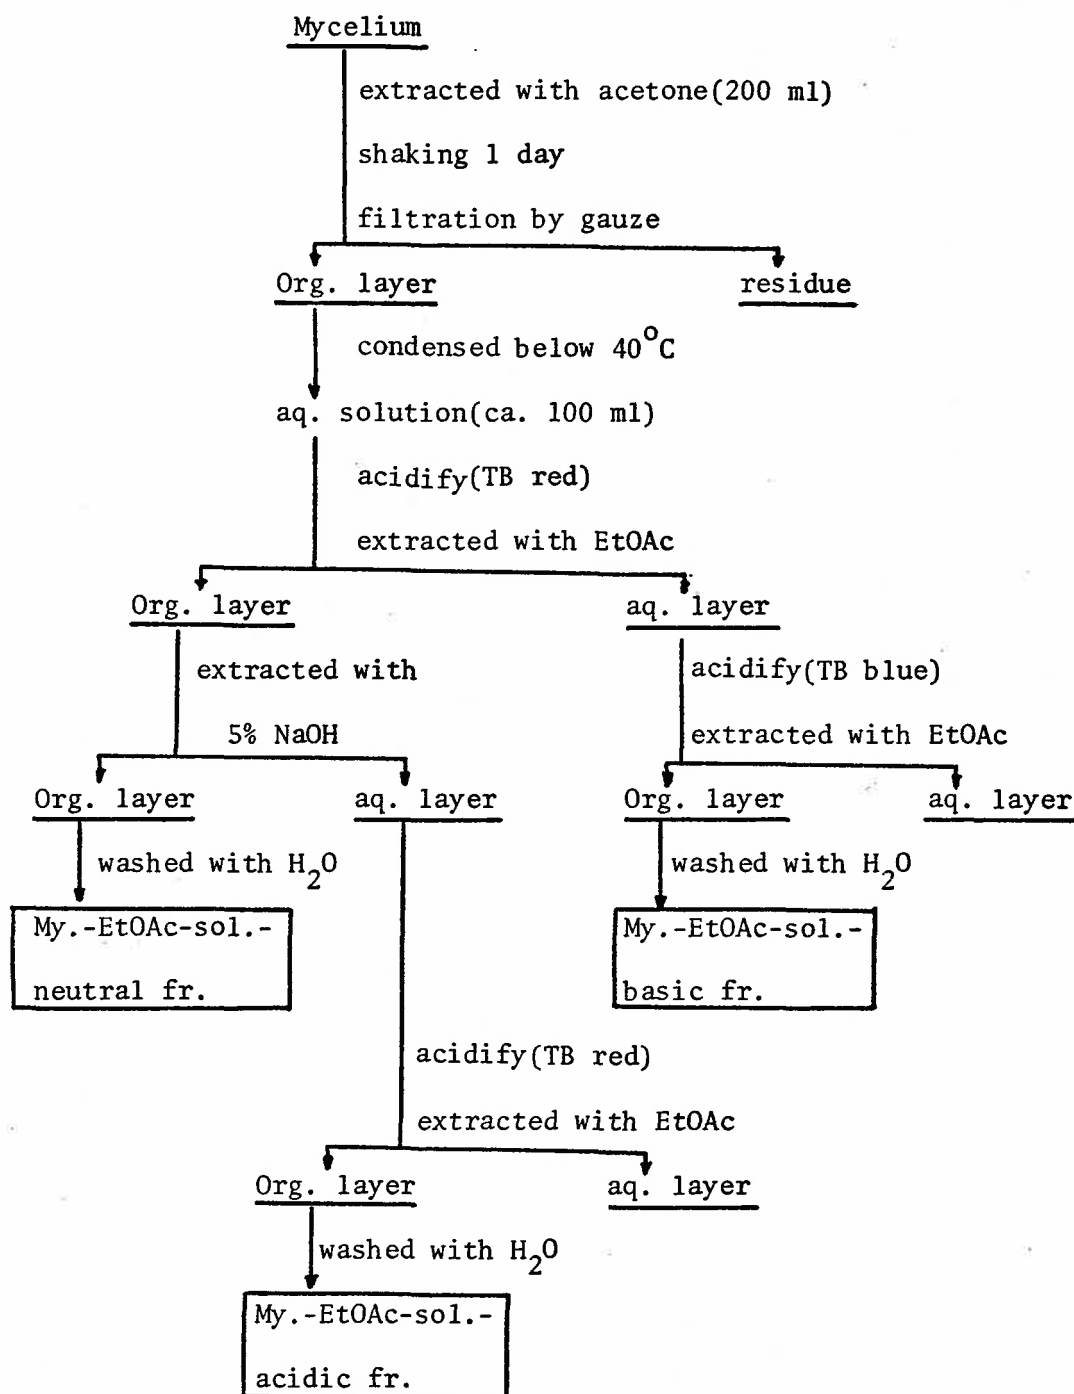 Mycelium
extracted with acetone(200 ml)
shaking 1 day
filtration by gauze
Org. layer
residue
condensed below 40°C
aq. solution(ca. 100 ml)
acidify(TB red)
extracted with EtOAc
Org. layer
aq. layer
extracted with
5% NaOH
acidify(TB blue)
extracted with EtOAc
Org. layer
aq. layer
Org. layer
aq. layer
washed with H₂O
washed with H₂O
My.-EtOAc-sol.-
neutral fr.
My.-EtOAc-sol.-
basic fr.
acidify(TB red)
extracted with EtOAc
Org. layer
aq. layer
washed with H₂O
My.-EtOAc-sol.-
acidic fr.